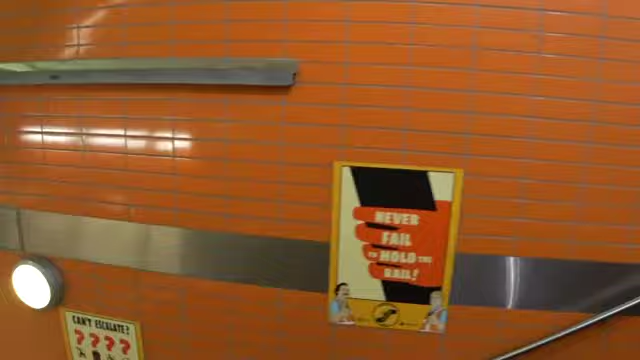 NEVER
FAIL
TO HOLD THE
RAIL!
CAN'T ESCALATE?
????